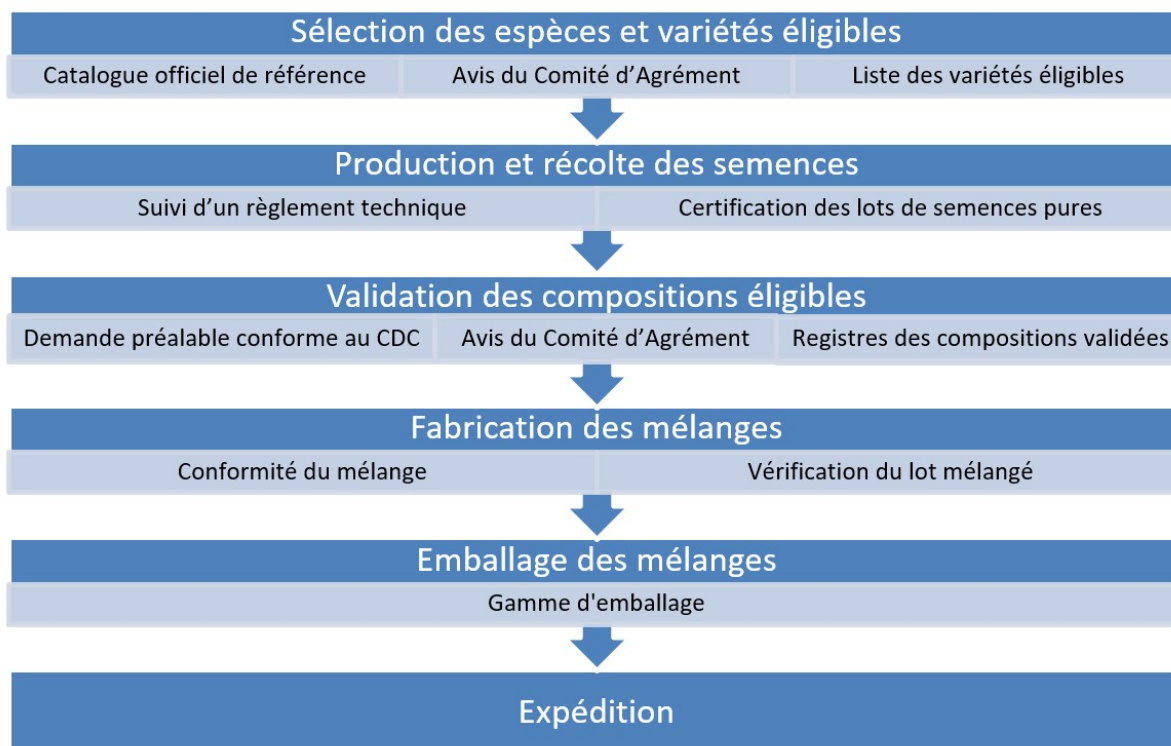 Sélection des espèces et variétés éligibles
Catalogue officiel de référence
Avis du Comité d’Agrément
Liste des variétés éligibles
Production et récolte des semences
Suivi d’un règlement technique
Certification des lots de semences pures
Validation des compositions éligibles
Demande préalable conforme au CDC
Avis du Comité d’Agrément
Registres des compositions validées
Fabrication des mélanges
Conformité du mélange
Vérification du lot mélangé
Emballage des mélanges
Gamme d'emballage
Expédition